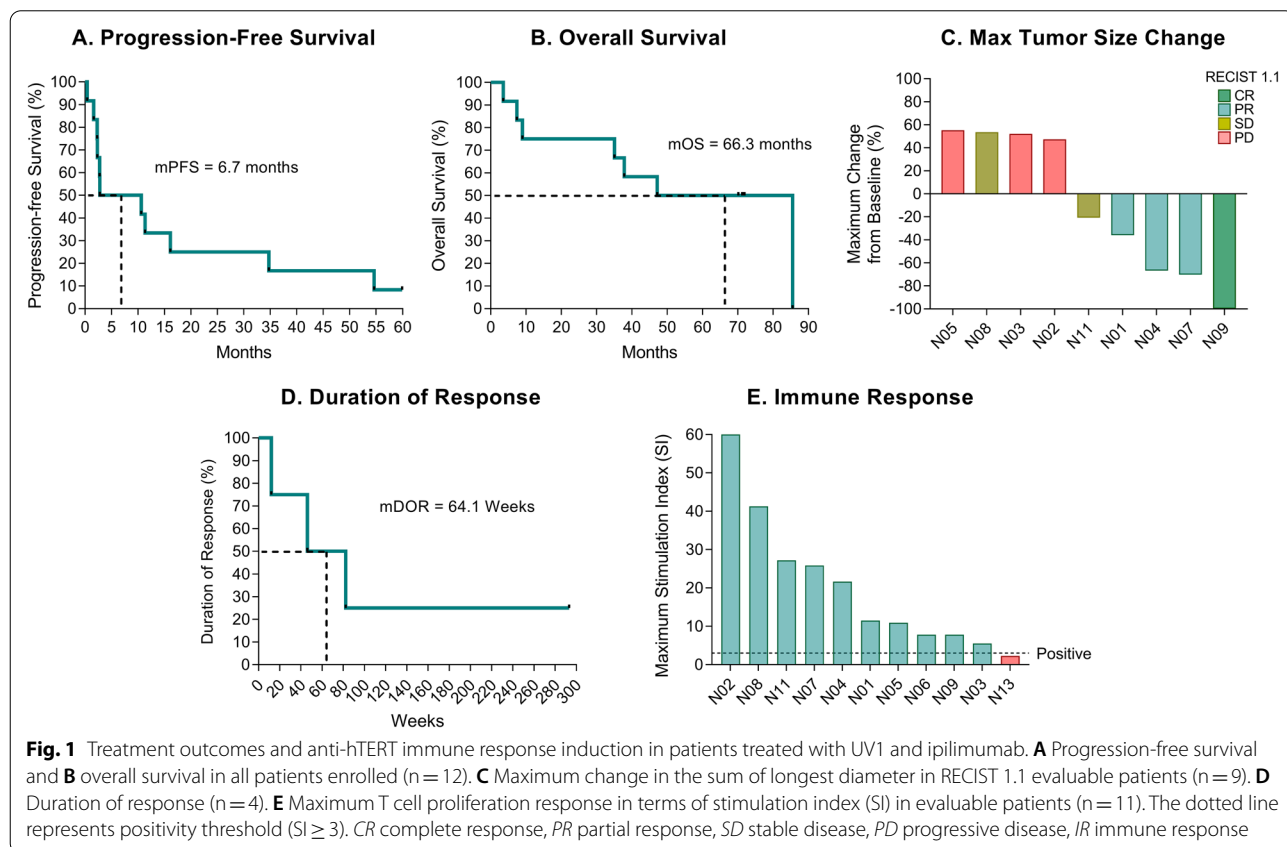 A. Progression-Free Survival
Progression-free Survival (%)
100
90
80
70
60
50
40
30
20
10
0
mPFS = 6.7 months
0 5 10 15 20 25 30 35 40 45 50 55 60
Months
B. Overall Survival
Overall Survival (%)
100
90
80
70
60
50
40
30
20
10
0
mOS = 66.3 months
0 10 20 30 40 50 60 70 80 90
Months
C. Max Tumor Size Change
Maximum Change
from Baseline (%)
100
80
60
40
20
0
-20
-40
-60
-80
-100
RECIST 1.1
CR
PR
SD
PD
N05 N08 N03 N02 N11 N01 N04 N07 N09
D. Duration of Response
Duration of Response (%)
100
90
80
70
60
50
40
30
20
10
0
mDOR = 64.1 Weeks
0 20 40 60 80 100 120 140 160 180 200 220 240 260 280 300
Weeks
E. Immune Response
Maximum Stimulation Index (SI)
60
50
40
30
20
10
0
Positive
N02 N08 N11 N07 N04 N01 N05 N06 N09 N03 N13
Fig. 1 Treatment outcomes and anti-hTERT immune response induction in patients treated with UV1 and ipilimumab. A Progression-free survival
and B overall survival in all patients enrolled (n = 12). C Maximum change in the sum of longest diameter in RECIST 1.1 evaluable patients (n = 9). D
Duration of response (n = 4). E Maximum T cell proliferation response in terms of stimulation index (SI) in evaluable patients (n = 11). The dotted line
represents positivity threshold (SI ≥ 3). CR complete response, PR partial response, SD stable disease, PD progressive disease, IR immune response